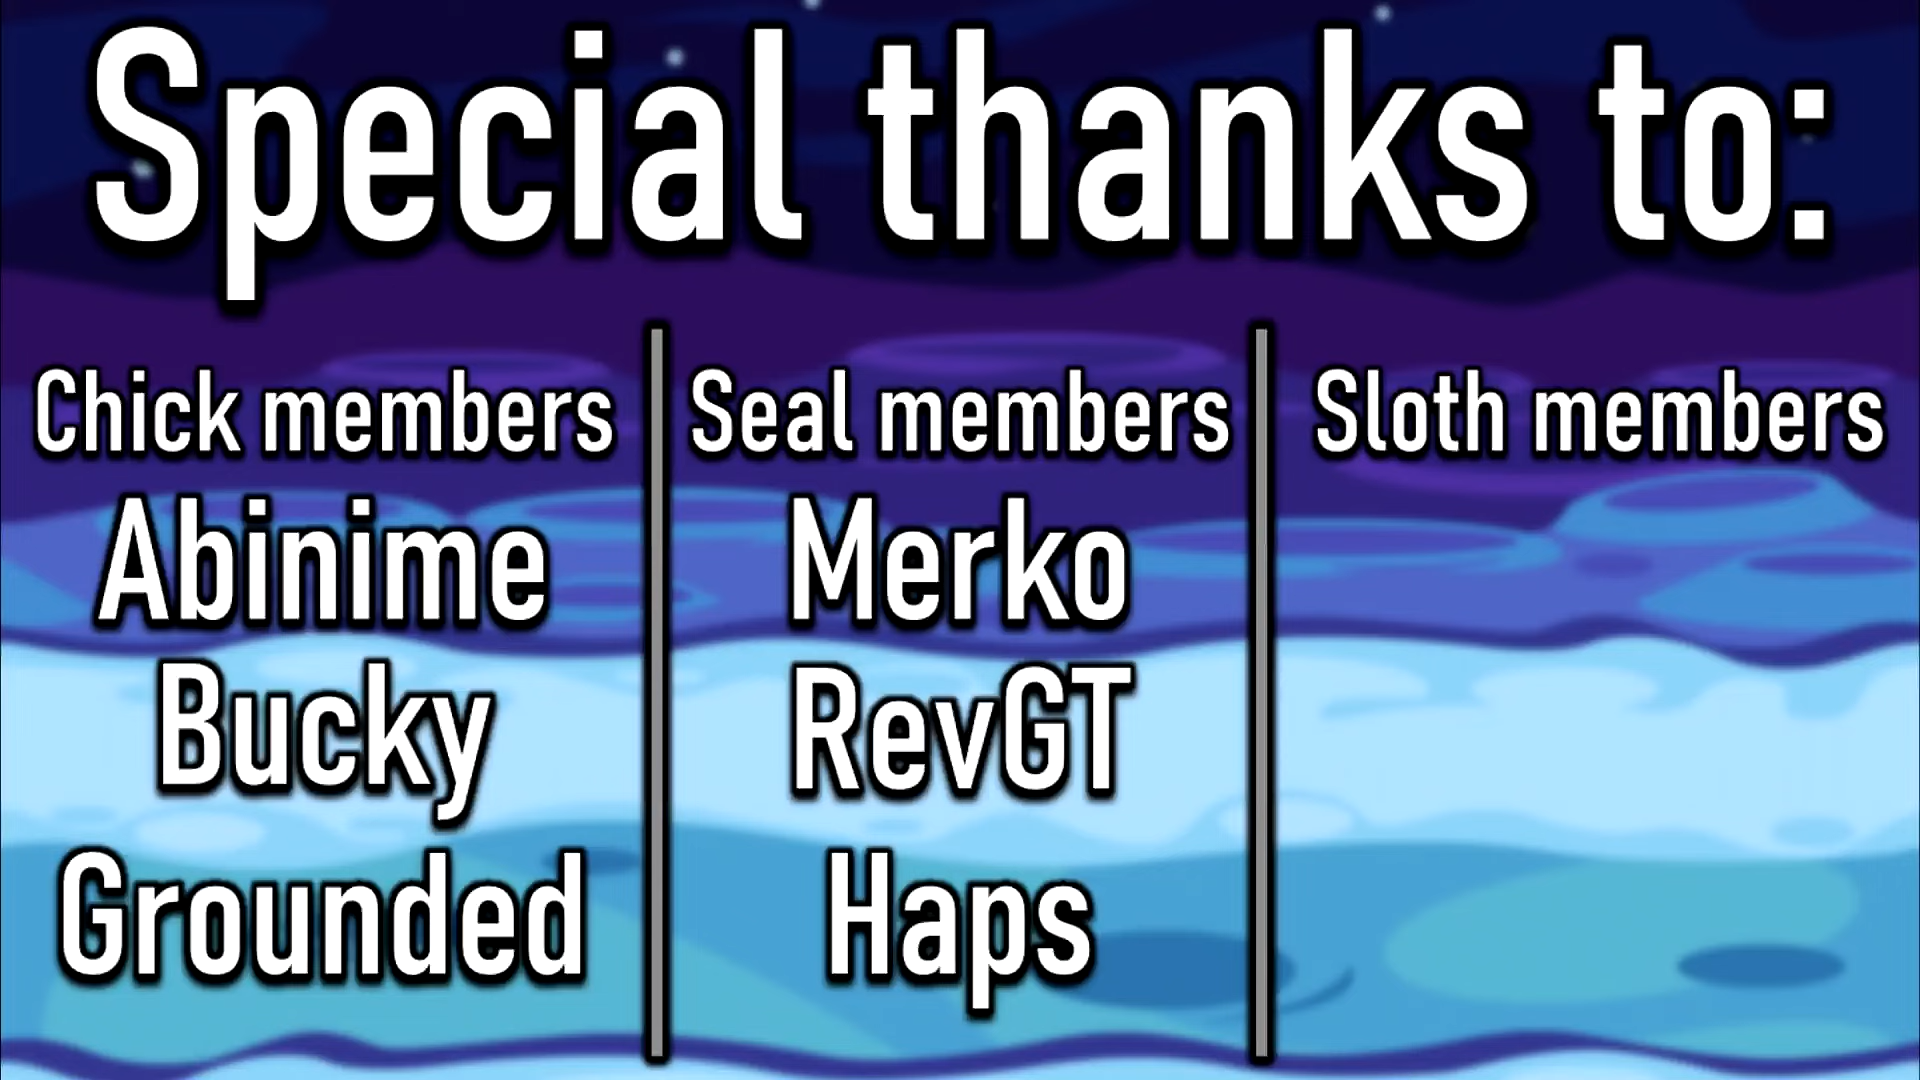 Special thanks to:
Chick members
Abinime
Bucky
Grounded
Seal members
Merko
RevGT
Haps
Sloth members